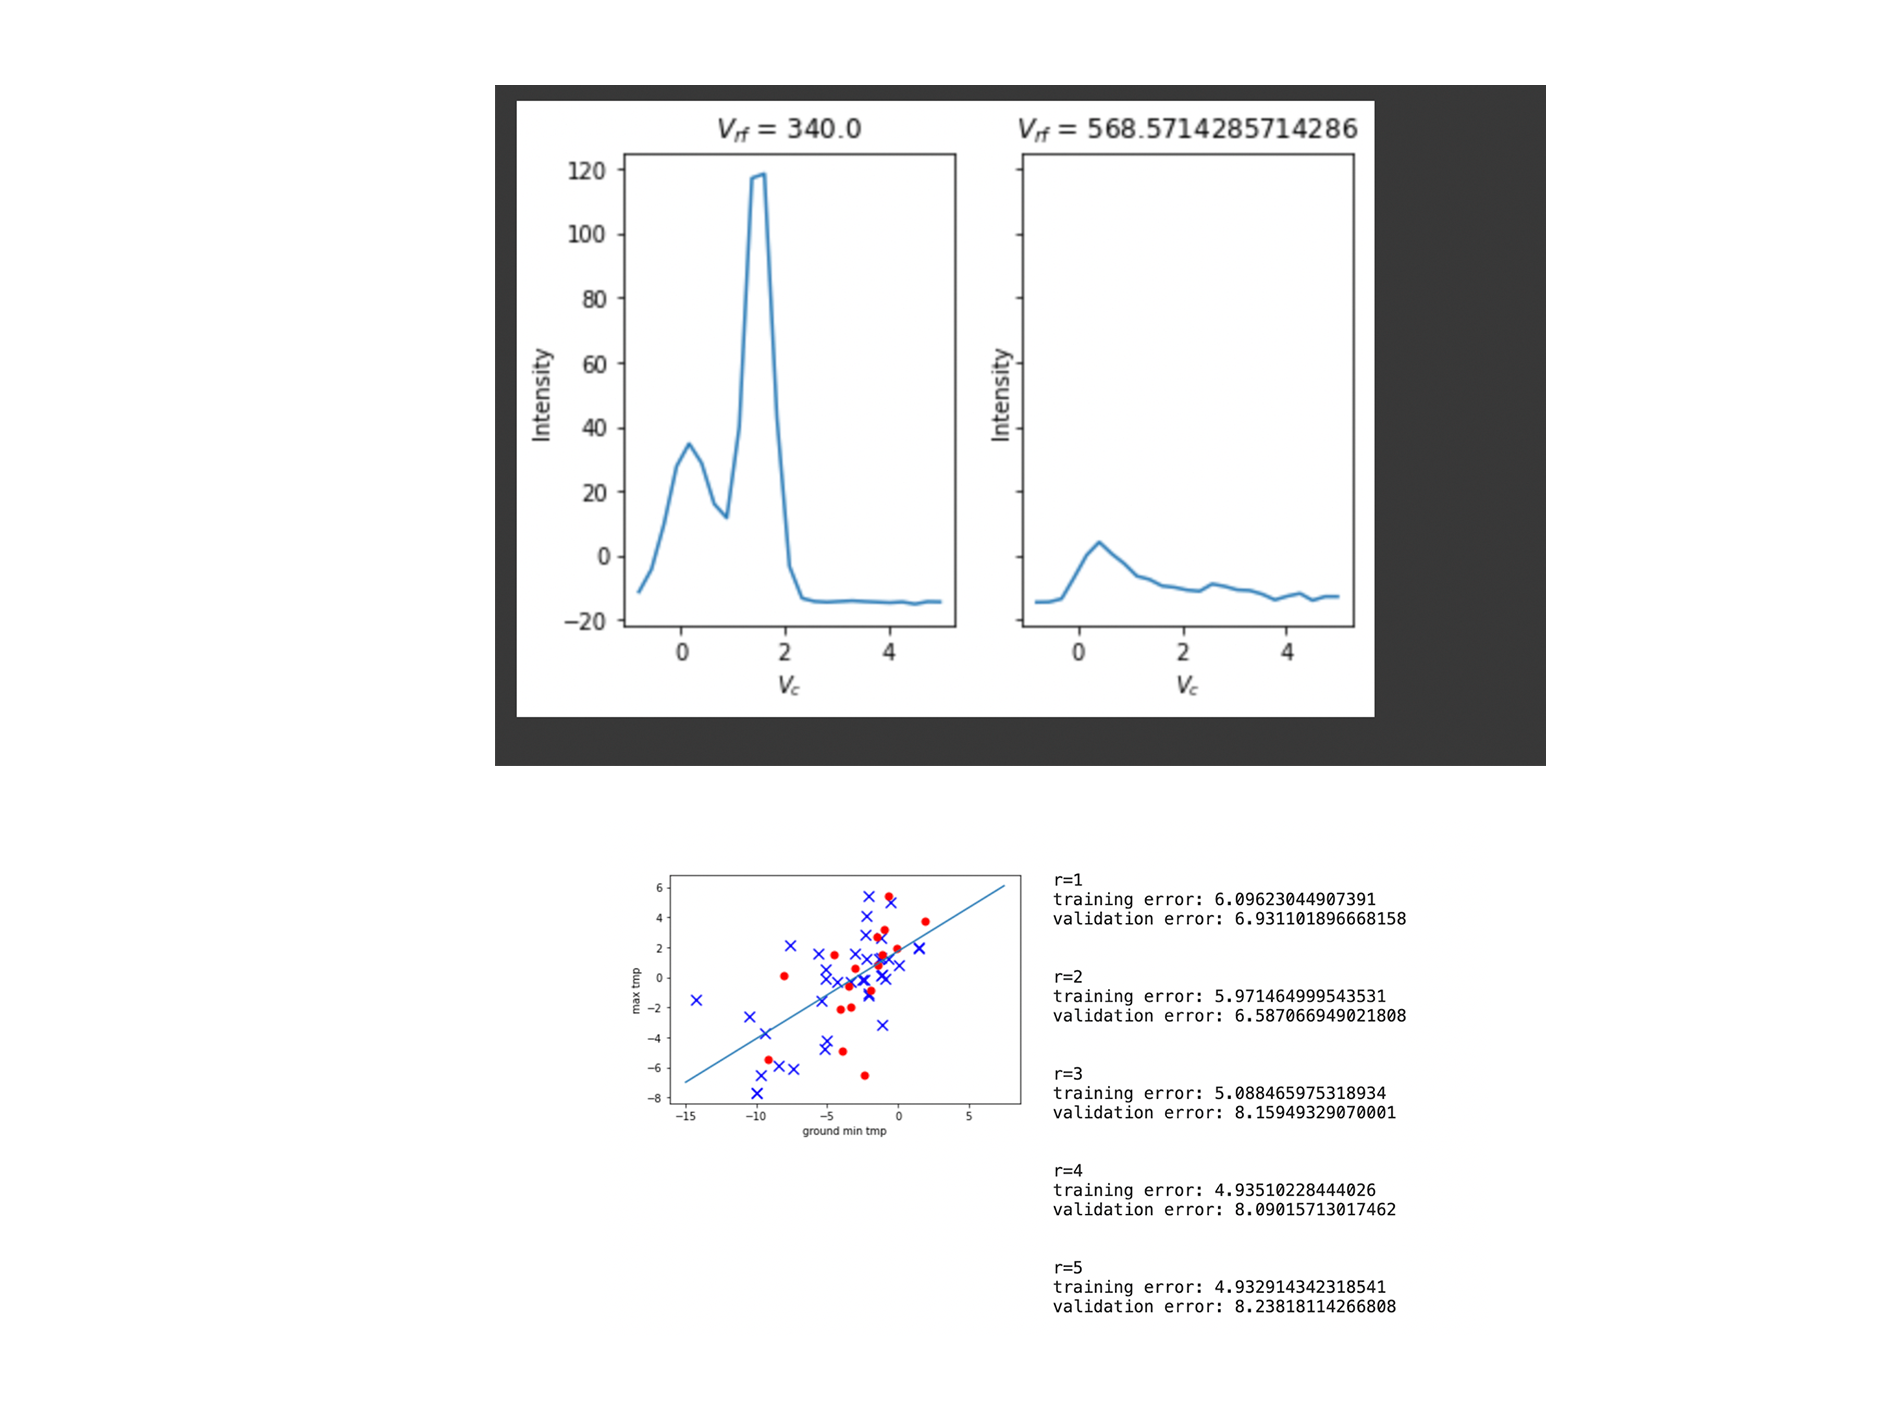 V_rf = 340.0
V_rf = 568.5714285714286
120
100
80
60
40
20
0
−20
Intensity
0 2 4
V_c
Intensity
0 2 4
V_c
6
4
2
0
−2
−4
−6
−8
max tmp
−15 −10 −5 0 5
ground min tmp
r=1
training error: 6.09623044907391
validation error: 6.931101896668158
r=2
training error: 5.971464999543531
validation error: 6.587066949021808
r=3
training error: 5.088465975318934
validation error: 8.15949329070001
r=4
training error: 4.93510228444026
validation error: 8.09015713017462
r=5
training error: 4.932914342318541
validation error: 8.23818114266808